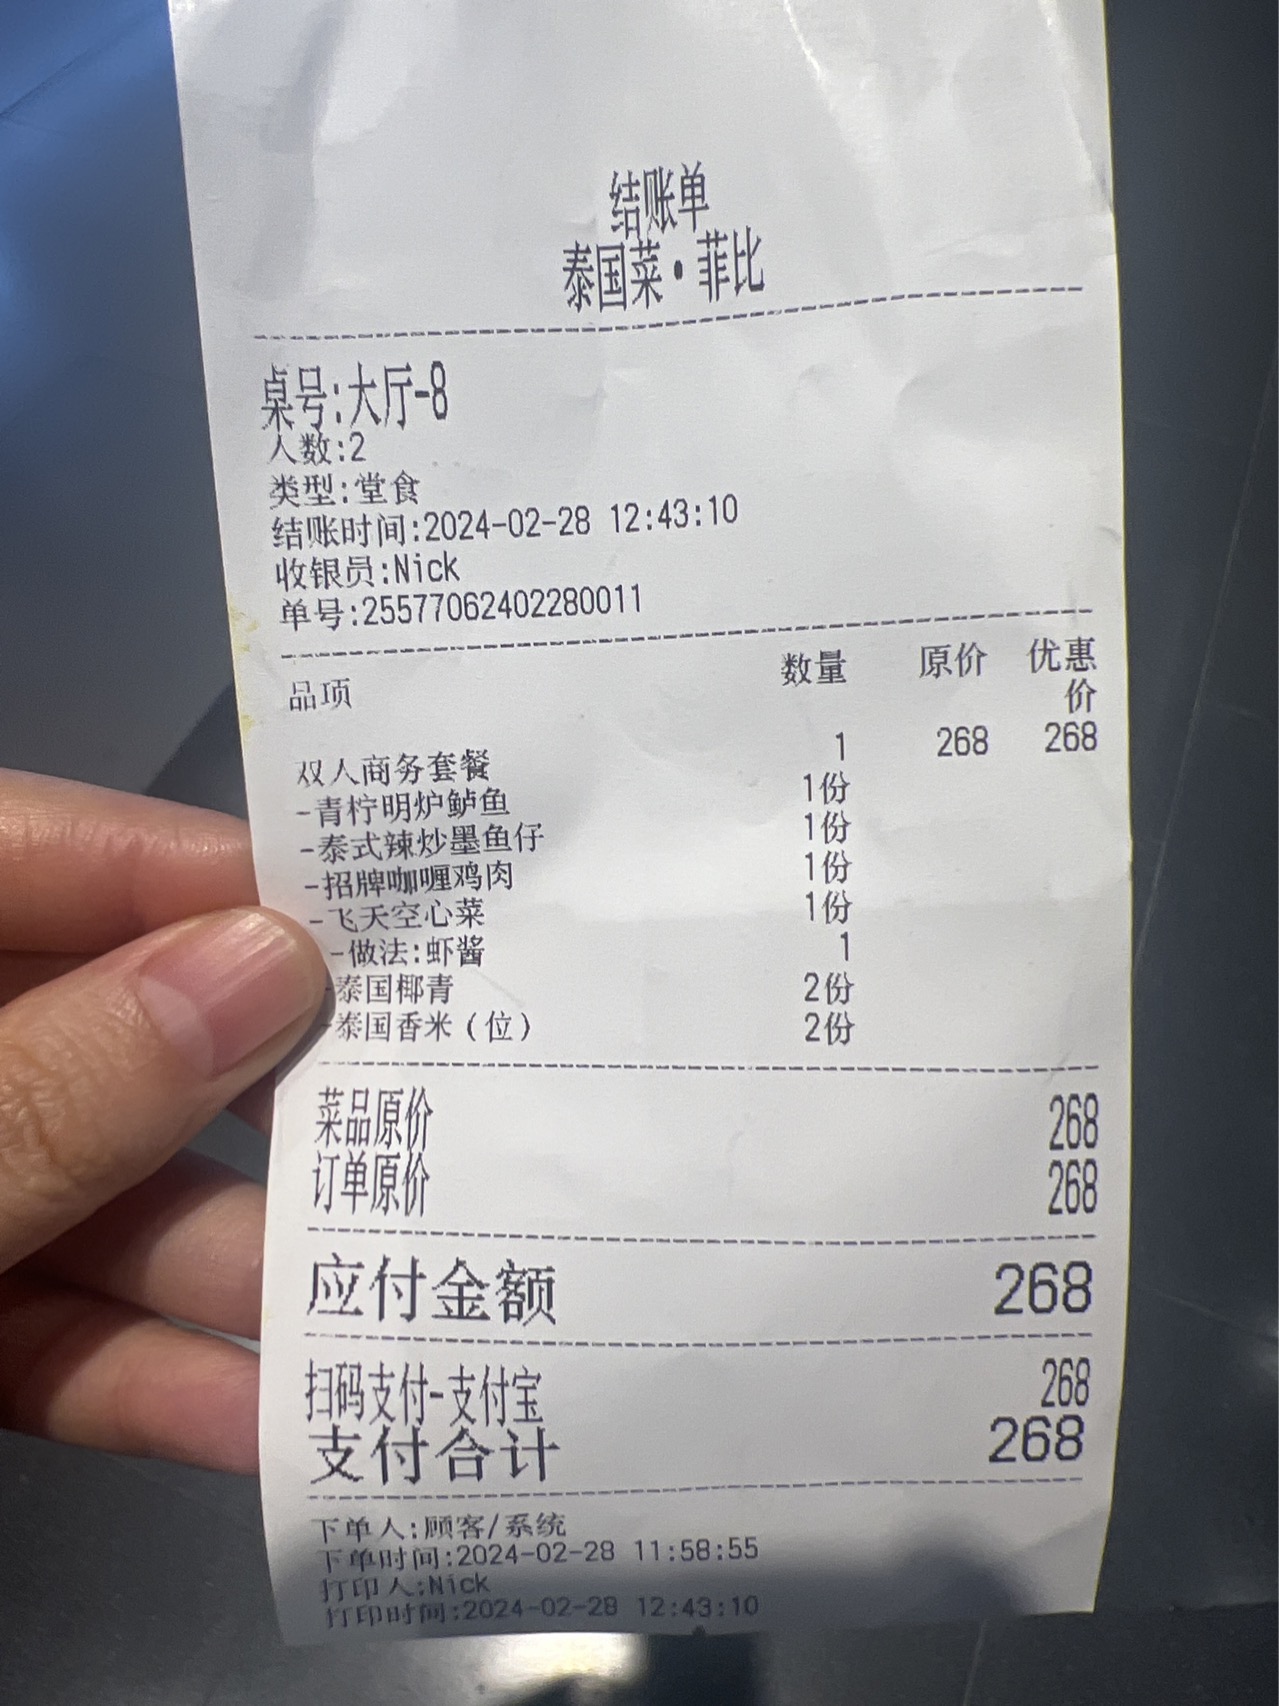 结账单
泰国菜·菲比
桌号:大厅-8
人数:2
类型:堂食
结账时间:2024-02-28 12:43:10
收银员:Nick
单号:25577062402280011
品项 数量 原价 优惠价
双人商务套餐 1 268 268
-青柠明炉鲈鱼 1份
-泰式辣炒墨鱼仔 1份
-招牌咖喱鸡肉 1份
-飞天空心菜 1份
-做法:虾酱 1
-泰国椰青 2份
-泰国香米(位) 2份
菜品原价 268
订单原价 268
应付金额 268
扫码支付-支付宝 268
支付合计 268
下单人:顾客/系统
下单时间:2024-02-28 11:58:55
打印人:Nick
打印时间:2024-02-28 12:43:10